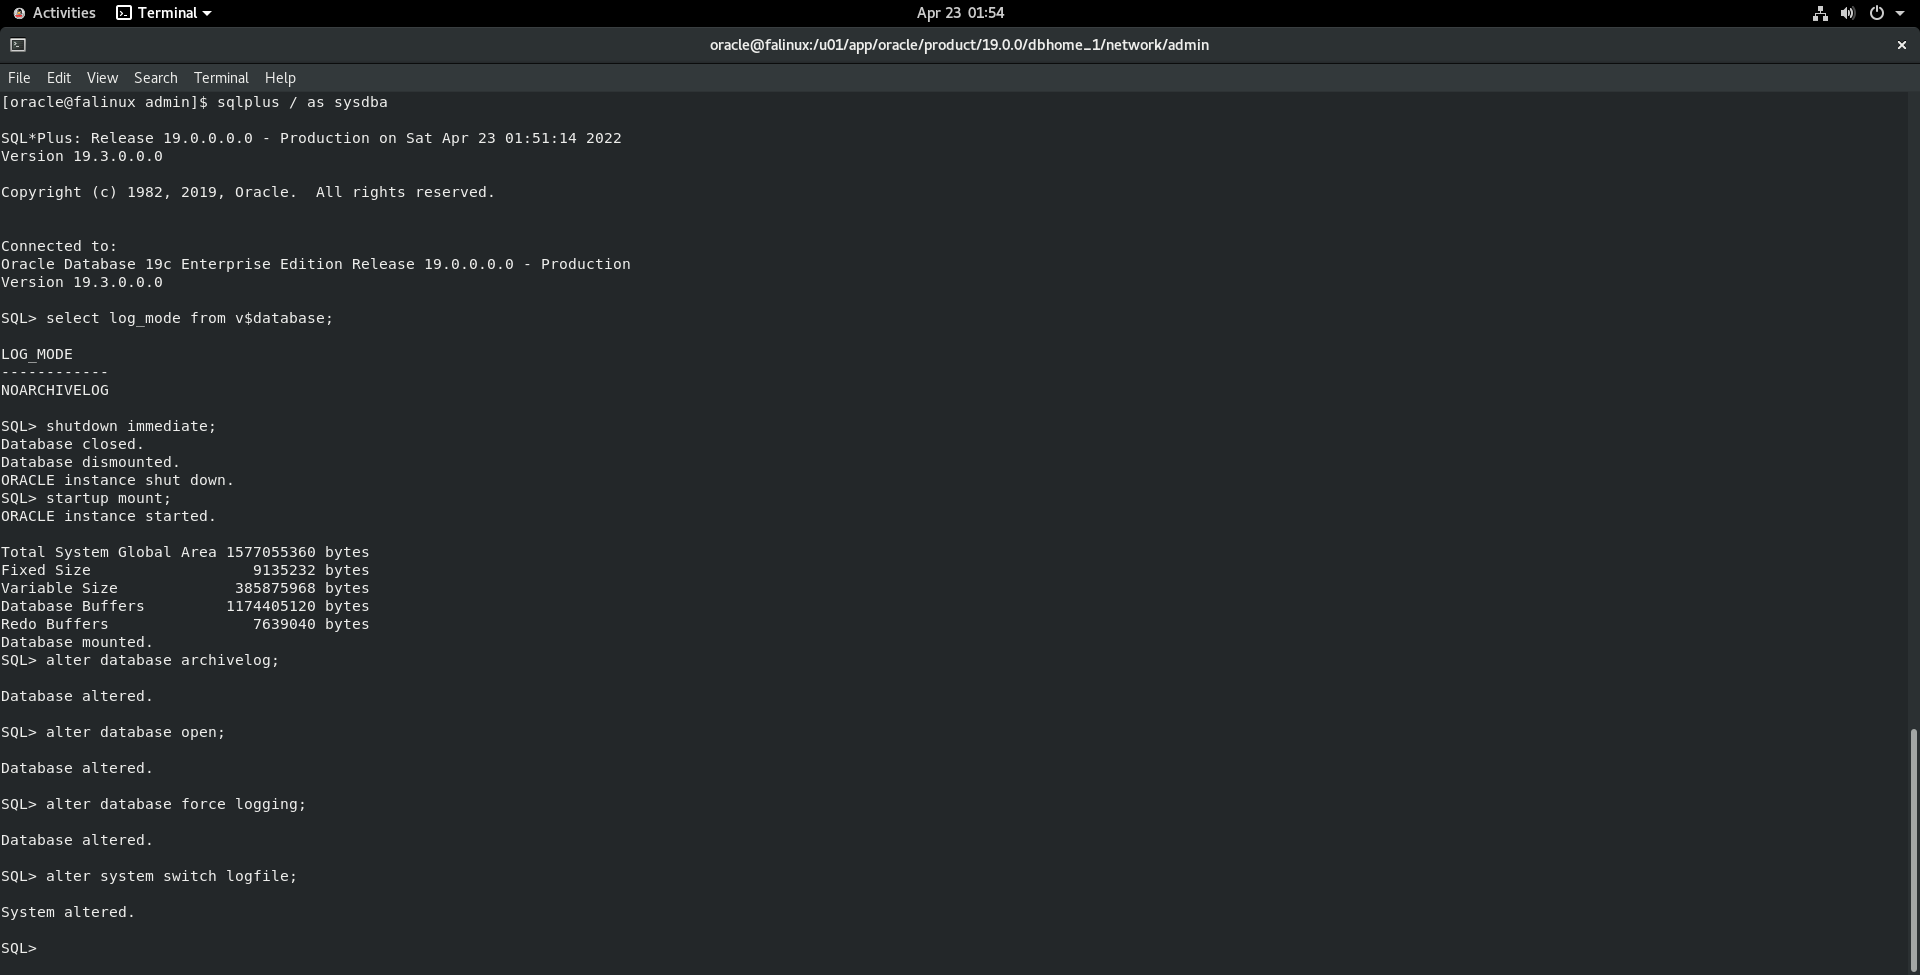 Activities Terminal Apr 23 01:54
oracle@falinux:/u01/app/oracle/product/19.0.0/dbhome_1/network/admin
File Edit View Search Terminal Help
[oracle@falinux admin]$ sqlplus / as sysdba
SQL*Plus: Release 19.0.0.0.0 - Production on Sat Apr 23 01:51:14 2022
Version 19.3.0.0.0
Copyright (c) 1982, 2019, Oracle.  All rights reserved.
Connected to:
Oracle Database 19c Enterprise Edition Release 19.0.0.0.0 - Production
Version 19.3.0.0.0
SQL> select log_mode from v$database;
LOG_MODE
------------
NOARCHIVELOG
SQL> shutdown immediate;
Database closed.
Database dismounted.
ORACLE instance shut down.
SQL> startup mount;
ORACLE instance started.
Total System Global Area 1577055360 bytes
Fixed Size                  9135232 bytes
Variable Size             385875968 bytes
Database Buffers         1174405120 bytes
Redo Buffers                7639040 bytes
Database mounted.
SQL> alter database archivelog;
Database altered.
SQL> alter database open;
Database altered.
SQL> alter database force logging;
Database altered.
SQL> alter system switch logfile;
System altered.
SQL>